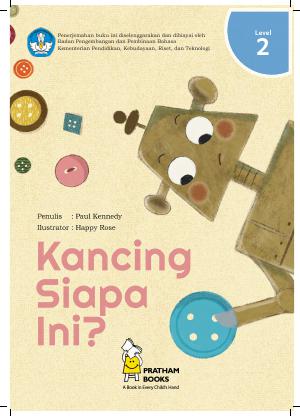 Penerjemahan buku ini diselenggarakan dan dibiayai oleh
Badan Pengembangan dan Pembinaan Bahasa
Kementerian Pendidikan, Kebudayaan, Riset, dan Teknologi
Level
2
Penulis : Paul Kennedy
Ilustrator : Happy Rose
Kancing
Siapa
Ini?
PRATHAM
BOOKS
A Book in Every Child's Hand